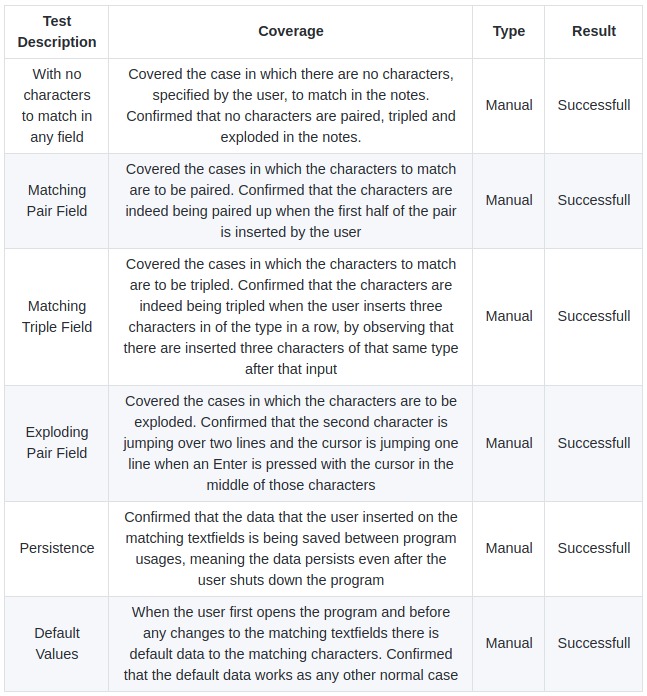 Test
Description
Coverage
Type
Result
With no
characters
to match in
any field
Covered the case in which there are no characters,
specified by the user, to match in the notes.
Confirmed that no characters are paired, tripled and
exploded in the notes.
Manual
Successfull
Matching
Pair Field
Covered the cases in which the characters to match
are to be paired. Confirmed that the characters are
indeed being paired up when the first half of the pair
is inserted by the user
Manual
Successfull
Matching
Triple Field
Covered the cases in which the characters to match
are to be tripled. Confirmed that the characters are
indeed being tripled when the user inserts three
characters in of the type in a row, by observing that
there are inserted three characters of that same type
after that input
Manual
Successfull
Exploding
Pair Field
Covered the cases in which the characters are to be
exploded. Confirmed that the second character is
jumping over two lines and the cursor is jumping one
line when an Enter is pressed with the cursor in the
middle of those characters
Manual
Successfull
Persistence
Confirmed that the data that the user inserted on the
matching textfields is being saved between program
usages, meaning the data persists even after the
user shuts down the program
Manual
Successfull
Default
Values
When the user first opens the program and before
any changes to the matching textfields there is
default data to the matching characters. Confirmed
that the default data works as any other normal case
Manual
Successfull